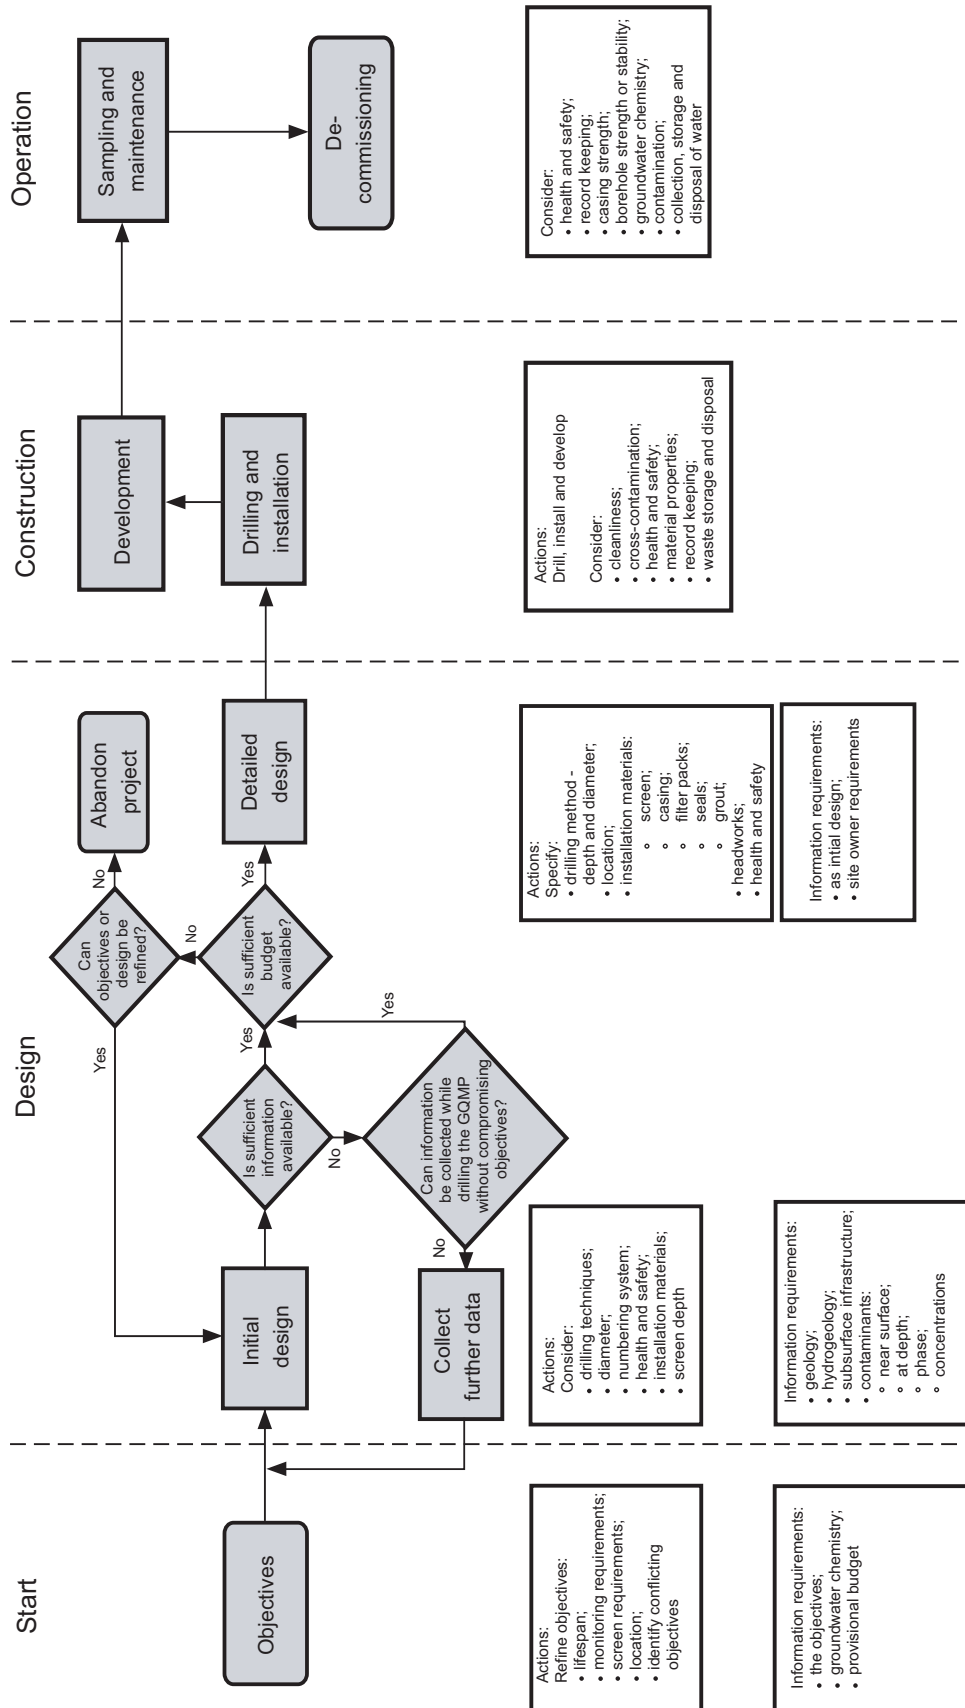 Start
Design
Construction
Operation
Objectives
Initial
design
Is sufficient
information
available?
Yes
No
Can information
be collected while
drilling the GQMP
without compromising
objectives?
No
Yes
Collect
further data
Is sufficient
budget
available?
Yes
No
Can
objectives or
design be
refined?
Yes
No
Abandon
project
Detailed
design
Drilling and
installation
Development
Sampling and
maintenance
De-
commissioning
Actions:
Refine objectives:
• lifespan;
• monitoring requirements;
• screen requirements;
• location;
• identify conflicting
objectives
Information requirements:
• the objectives;
• groundwater chemistry;
• provisional budget
Actions:
Consider:
• drilling techniques;
• diameter;
• numbering system;
• health and safety;
• installation materials;
• screen depth
Information requirements:
• geology;
• hydrogeology;
• subsurface infrastructure;
• contaminants:
° near surface;
° at depth;
° phase;
° concentrations
Actions:
Specify:
• drilling method -
depth and diameter;
• location;
• installation materials:
° screen;
° casing;
° filter packs;
° seals;
° grout;
• headworks;
• health and safety
Information requirements:
• as intial design;
• site owner requirements
Actions:
Drill, install and develop
Consider:
• cleanliness;
• cross-contamination;
• health and safety;
• material properties;
• record keeping;
• waste storage and disposal
Consider:
• health and safety;
• record keeping;
• casing strength;
• borehole strength or stability;
• groundwater chemistry;
• contamination;
• collection, storage and
disposal of water